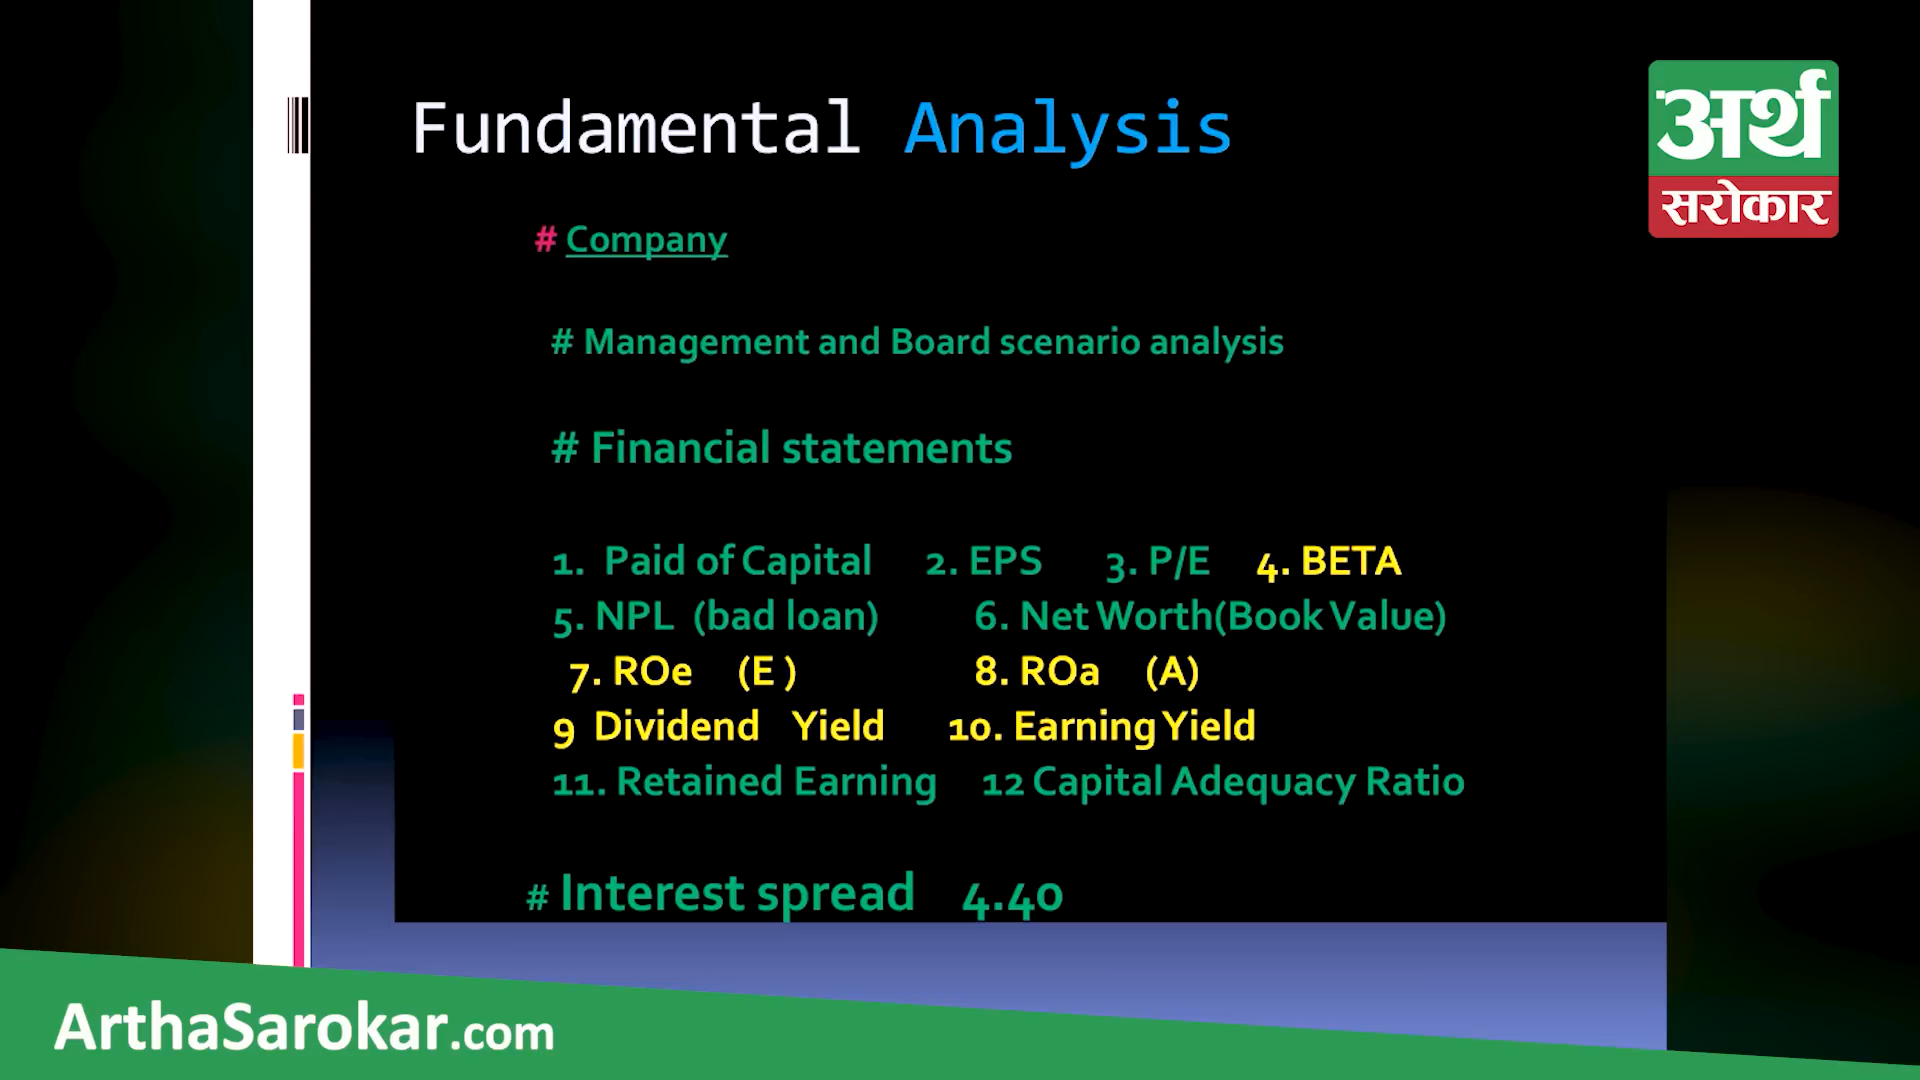 Fundamental Analysis
अर्थ
सरोकार
# Company
# Management and Board scenario analysis
# Financial statements
1. Paid of Capital 2. EPS 3. P/E 4. BETA
5. NPL (bad loan) 6. Net Worth(Book Value)
7. ROe (E ) 8. ROa (A)
9 Dividend Yield 10. Earning Yield
11. Retained Earning 12 Capital Adequacy Ratio
# Interest spread 4.40
ArthaSarokar.com